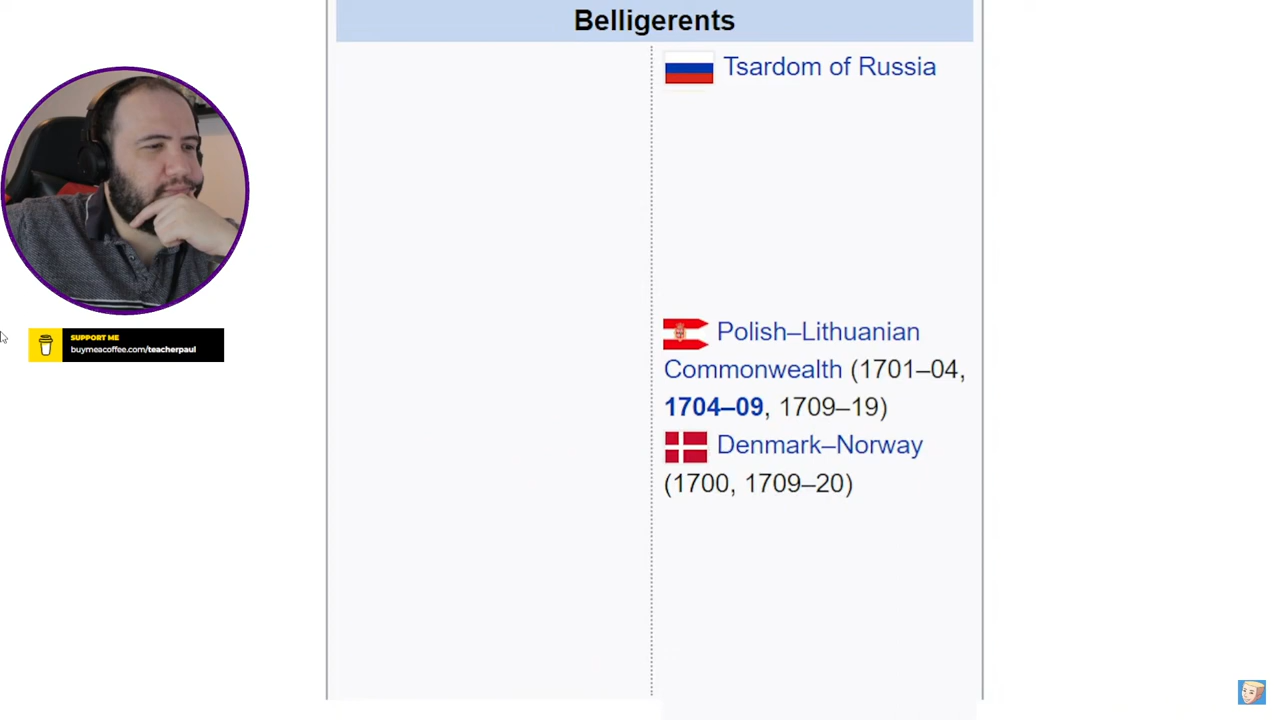 Belligerents
Tsardom of Russia
Polish–Lithuanian
Commonwealth (1701–04,
1704–09, 1709–19)
Denmark–Norway
(1700, 1709–20)
SUPPORT ME
buymeacoffee.com/teacherpaul